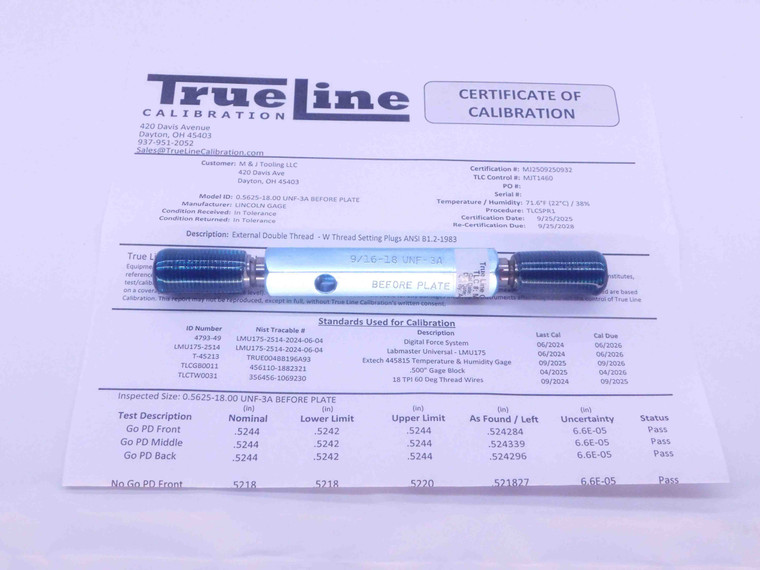 TrueLine
CALIBRATION
CERTIFICATE OF
CALIBRATION
420 Davis Avenue
Dayton, OH 45403
937-951-2052
Sales@TrueLineCalibration.com
Customer: M & J Tooling LLC
420 Davis Ave
Dayton, OH 45403
Certification #: MJ2509250932
TLC Control #: MJT1460
PO #:
Serial #:
Model ID: 0.5625-18.00 UNF-3A BEFORE PLATE
Manufacturer: LINCOLN GAGE
Condition Received: In Tolerance
Condition Returned: In Tolerance
Temperature / Humidity: 71.6°F (22°C) / 38%
Procedure: TLCSPR1
Certification Date: 9/25/2025
Re-Certification Due: 9/25/2028
Description: External Double Thread - W Thread Setting Plugs ANSI B1.2-1983
9/16-18 UNF-3A
BEFORE PLATE
True L
Equipme
reference
test/calib
on a cove
Calibration. This report may not be reproduced, except in full, without True Line Calibration's written consent.
True Line
Standards Used for Calibration
ID Number Nist Tracable # Description Last Cal Cal Due
4793-49 LMU175-2514-2024-06-04 Digital Force System 06/2024 06/2026
LMU175-2514 LMU175-2514-2024-06-04 Labmaster Universal - LMU175 06/2024 06/2026
T-45213 TRUE004BB196A93 Extech 445815 Temperature & Humidity Gage 09/2025 09/2026
TLCGB0011 456110-1882321 .500" Gage Block 04/2025 04/2026
TLCTW0031 356456-1069230 18 TPI 60 Deg Thread Wires 09/2024 09/2025
Inspected Size: 0.5625-18.00 UNF-3A BEFORE PLATE
(in) (in) (in) (in) (in)
Test Description Nominal Lower Limit Upper Limit As Found / Left Uncertainty Status
Go PD Front .5244 .5242 .5244 .524284 6.6E-05 Pass
Go PD Middle .5244 .5242 .5244 .524339 6.6E-05 Pass
Go PD Back .5244 .5242 .5244 .524296 6.6E-05 Pass
No Go PD Front .5218 .5218 .5220 .521827 6.6E-05 Pass